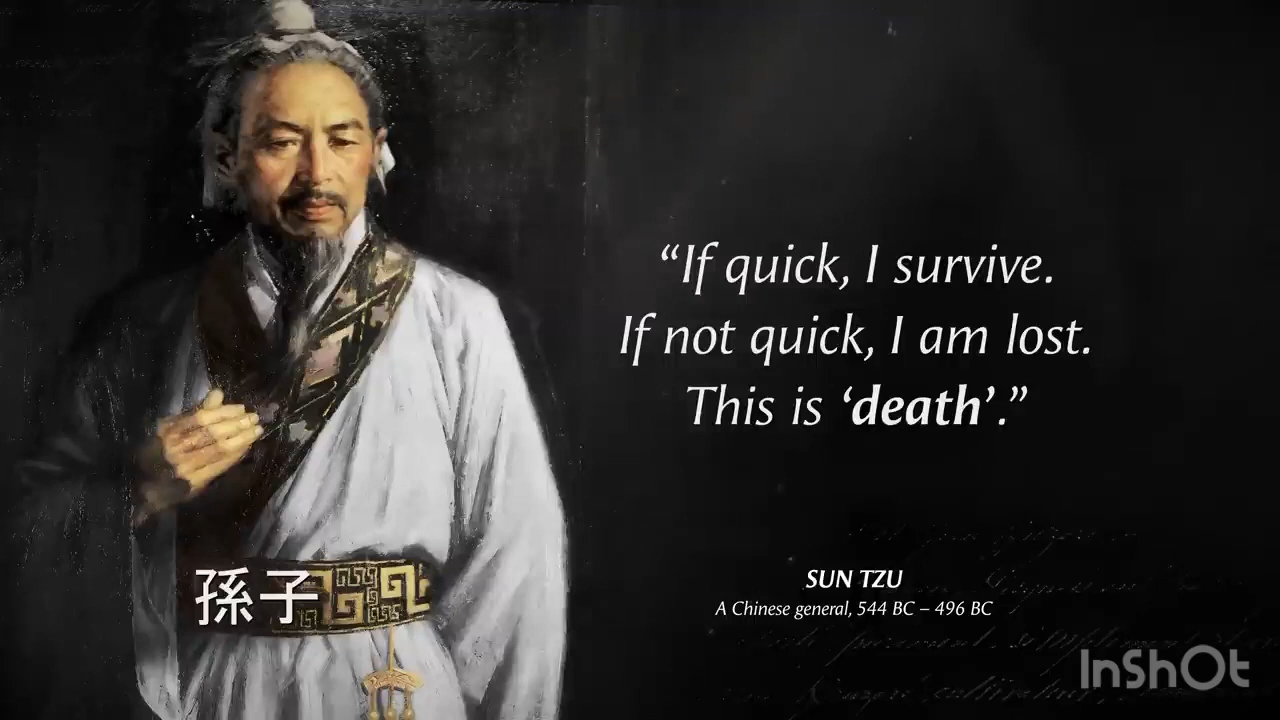 “If quick, I survive.
If not quick, I am lost.
This is ‘death’.”
孫子
SUN TZU
A Chinese general, 544 BC – 496 BC
InShOt